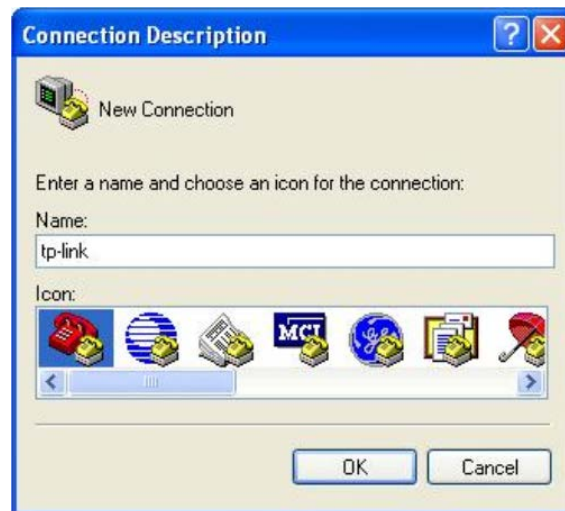 Connection Description
New Connection
Enter a name and choose an icon for the connection:
Name:
tp-link
Icon:
MCI
OK
Cancel